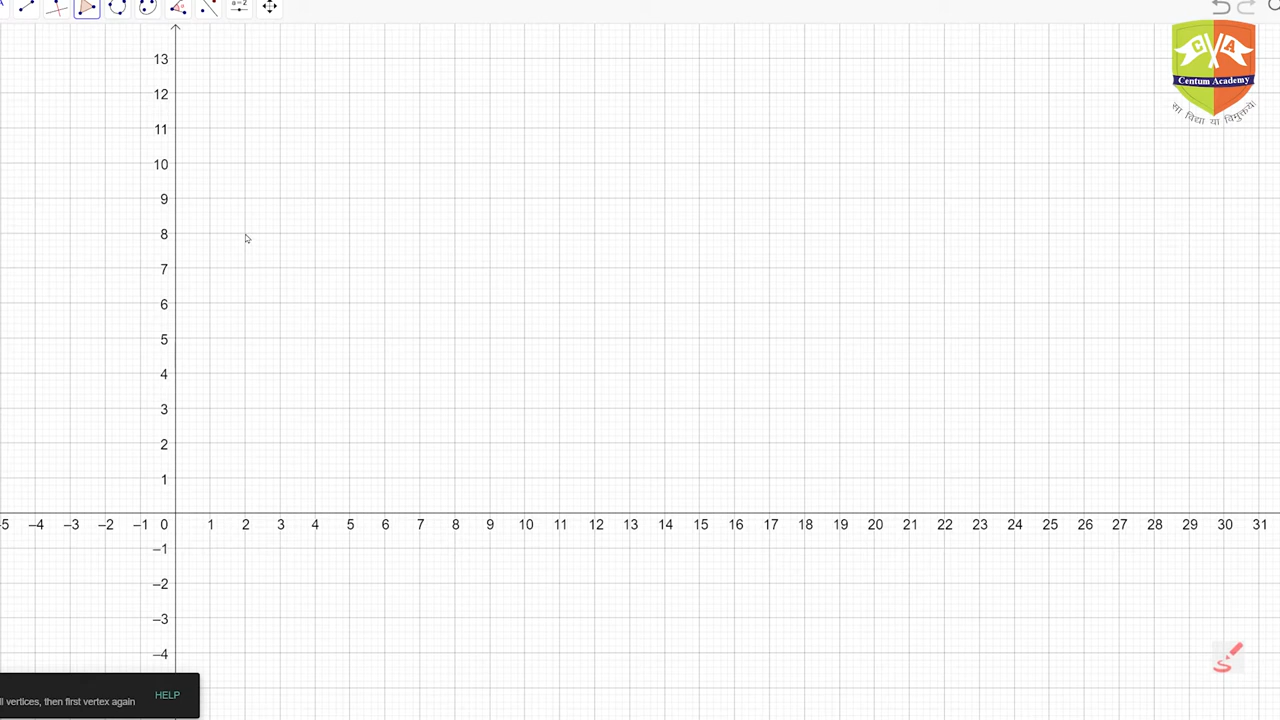 a=2
13
12
11
10
9
8
7
6
5
4
3
2
1
5 –4 –3 –2 –1 0 1 2 3 4 5 6 7 8 9 10 11 12 13 14 15 16 17 18 19 20 21 22 23 24 25 26 27 28 29 30 31
–1
–2
–3
–4
C A
Centum Academy
सा विद्या या विमुक्तये
HELP
ll vertices, then first vertex again